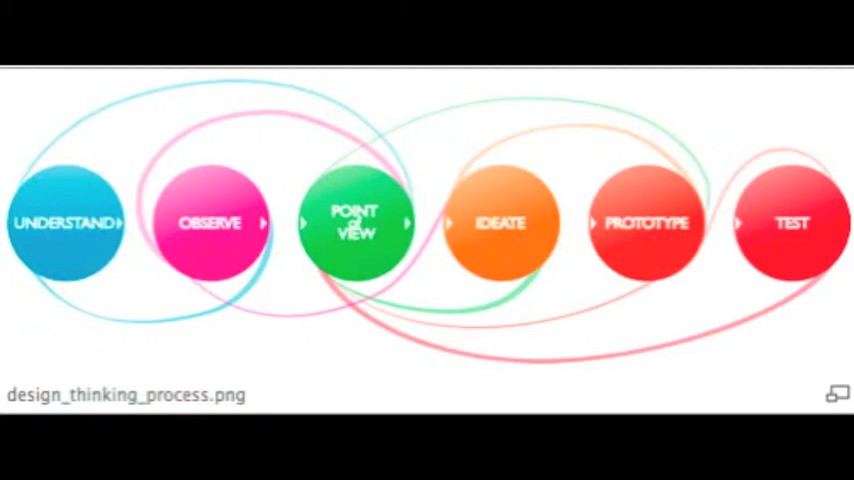 UNDERSTAND
OBSERVE
POINT
of
VIEW
IDEATE
PROTOTYPE
TEST
design_thinking_process.png